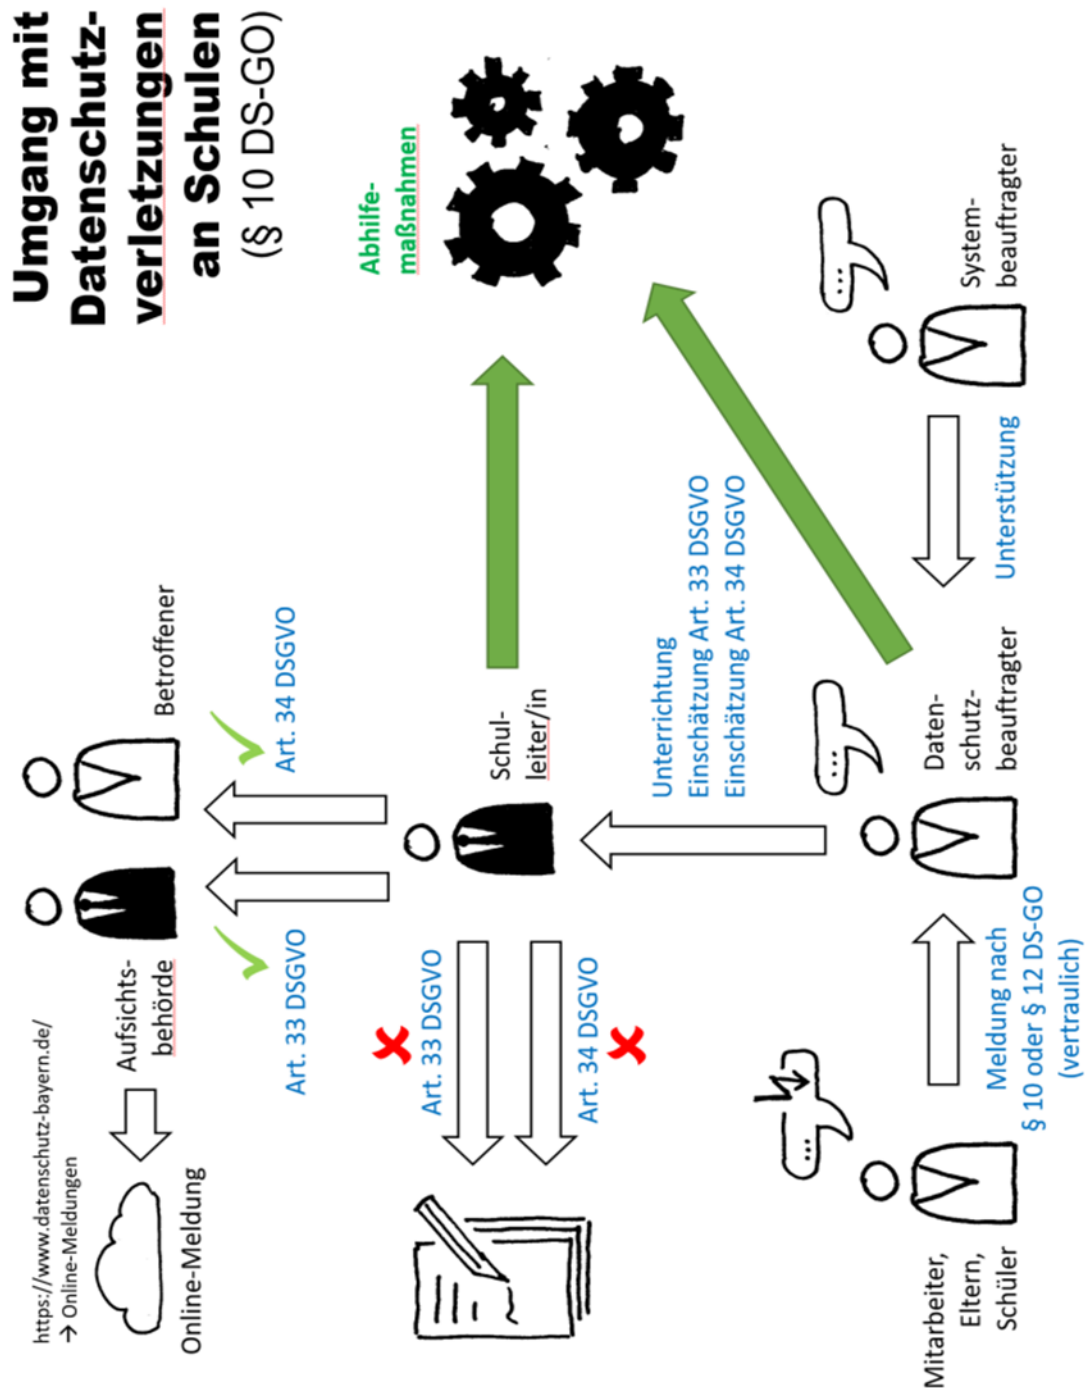 Umgang mit
Datenschutz-
verletzungen
an Schulen
(§ 10 DS-GO)
https://www.datenschutz-bayern.de/
→ Online-Meldungen
Online-Meldung
Aufsichts-
behörde
Betroffener
Art. 33 DSGVO
Art. 34 DSGVO
Abhilfe-
maßnahmen
Art. 33 DSGVO
Art. 34 DSGVO
Schul-
leiter/in
Unterrichtung
Einschätzung Art. 33 DSGVO
Einschätzung Art. 34 DSGVO
...
...
...
Mitarbeiter,
Eltern,
Schüler
Meldung nach
§ 10 oder § 12 DS-GO
(vertraulich)
Daten-
schutz-
beauftragter
Unterstützung
System-
beauftragter